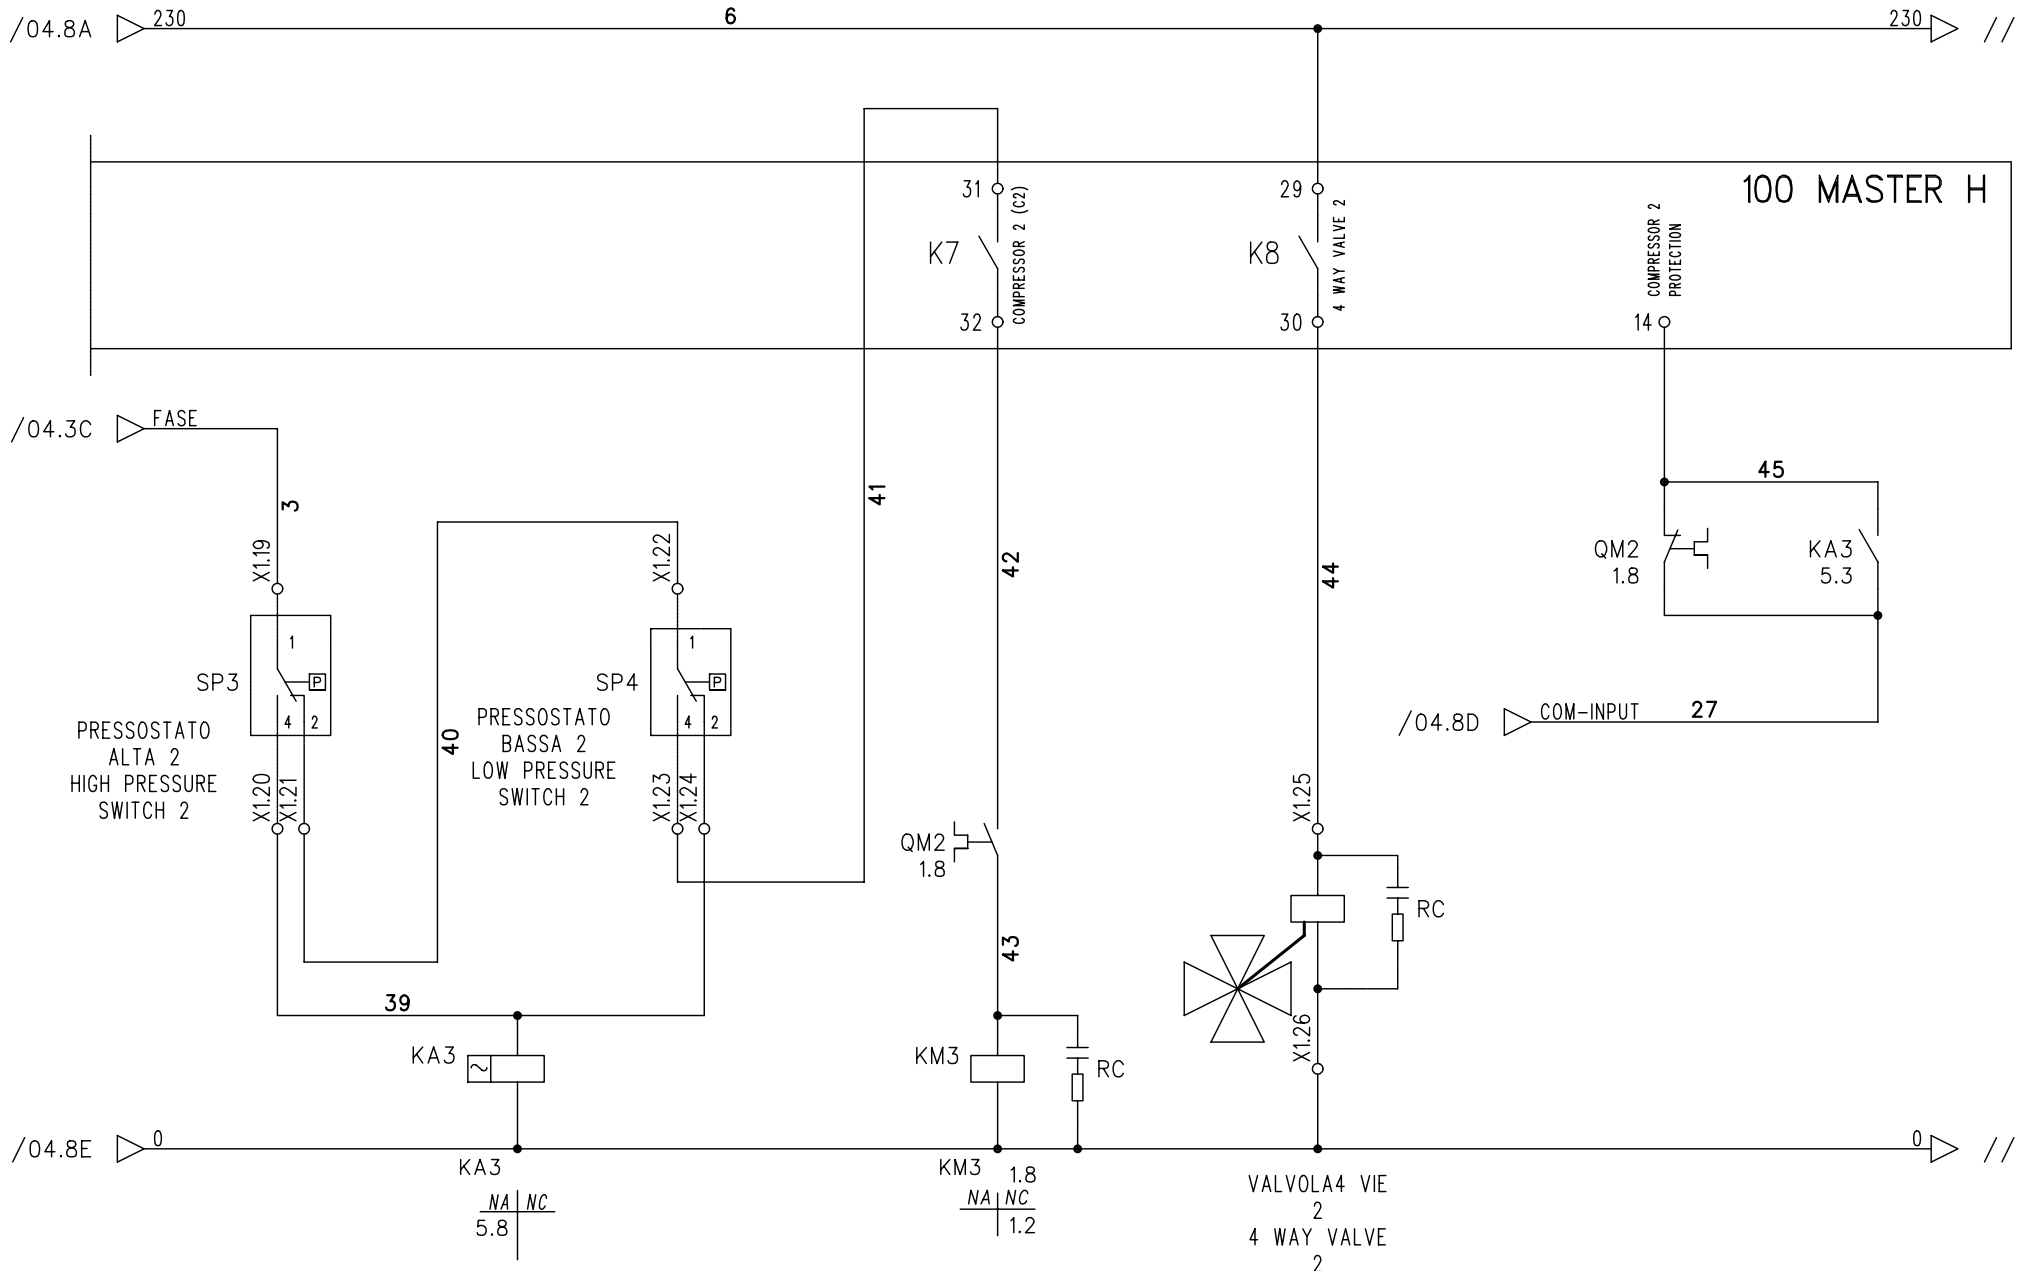 /04.8A 230 6 230 //
100 MASTER H
31 K7 32 COMPRESSOR 2 (C2)
29 K8 30 4 WAY VALVE 2
COMPRESSOR 2
PROTECTION
14
/04.3C FASE
3
X1.19
SP3 1 P 4 2
PRESSOSTATO
ALTA 2
HIGH PRESSURE
SWITCH 2
X1.20 X1.21
40
X1.22
SP4 1 P 4 2
PRESSOSTATO
BASSA 2
LOW PRESSURE
SWITCH 2
X1.23 X1.24
41
42
QM2
1.8
43
44
X1.25
RC
X1.26
45
QM2
1.8
KA3
5.3
/04.8D COM-INPUT 27
39
KA3
KM3 RC
/04.8E 0 0 //
KA3
NA NC
5.8
KM3 1.8
NA NC
1.2
VALVOLA4 VIE
2
4 WAY VALVE
2